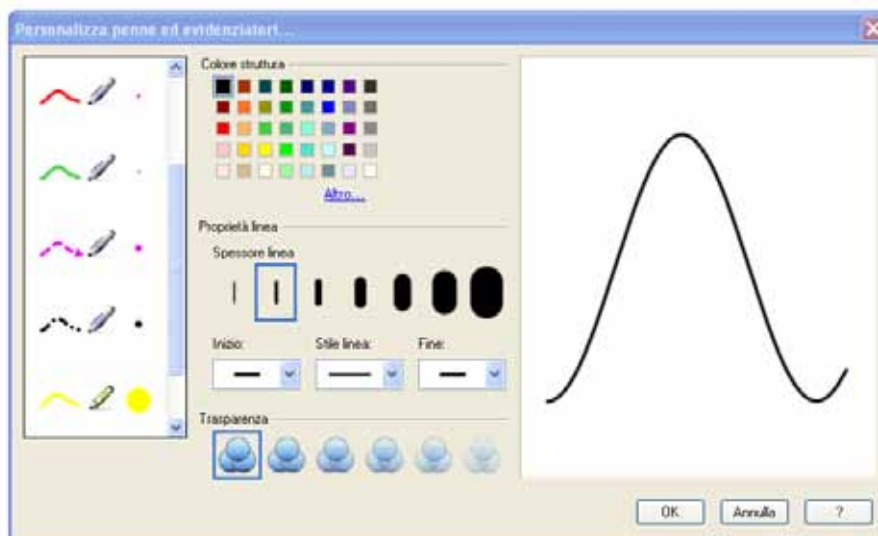 Personalizza penne ed evidenziatori...
Colore struttura
Altro...
Proprietà linea
Spessore linea
Inizio: Stile linea: Fine:
Trasparenza
OK Annulla ?